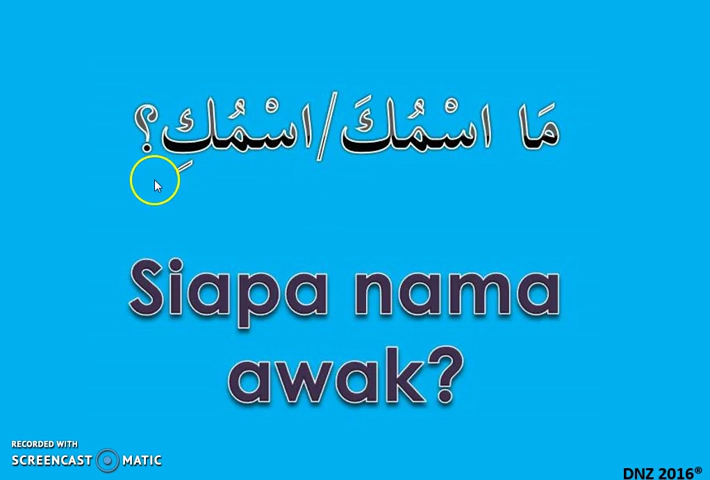 مَا اسْمُكَ/اسْمُكِ؟
Siapa nama
awak?
RECORDED WITH
SCREENCAST MATIC
DNZ 2016®